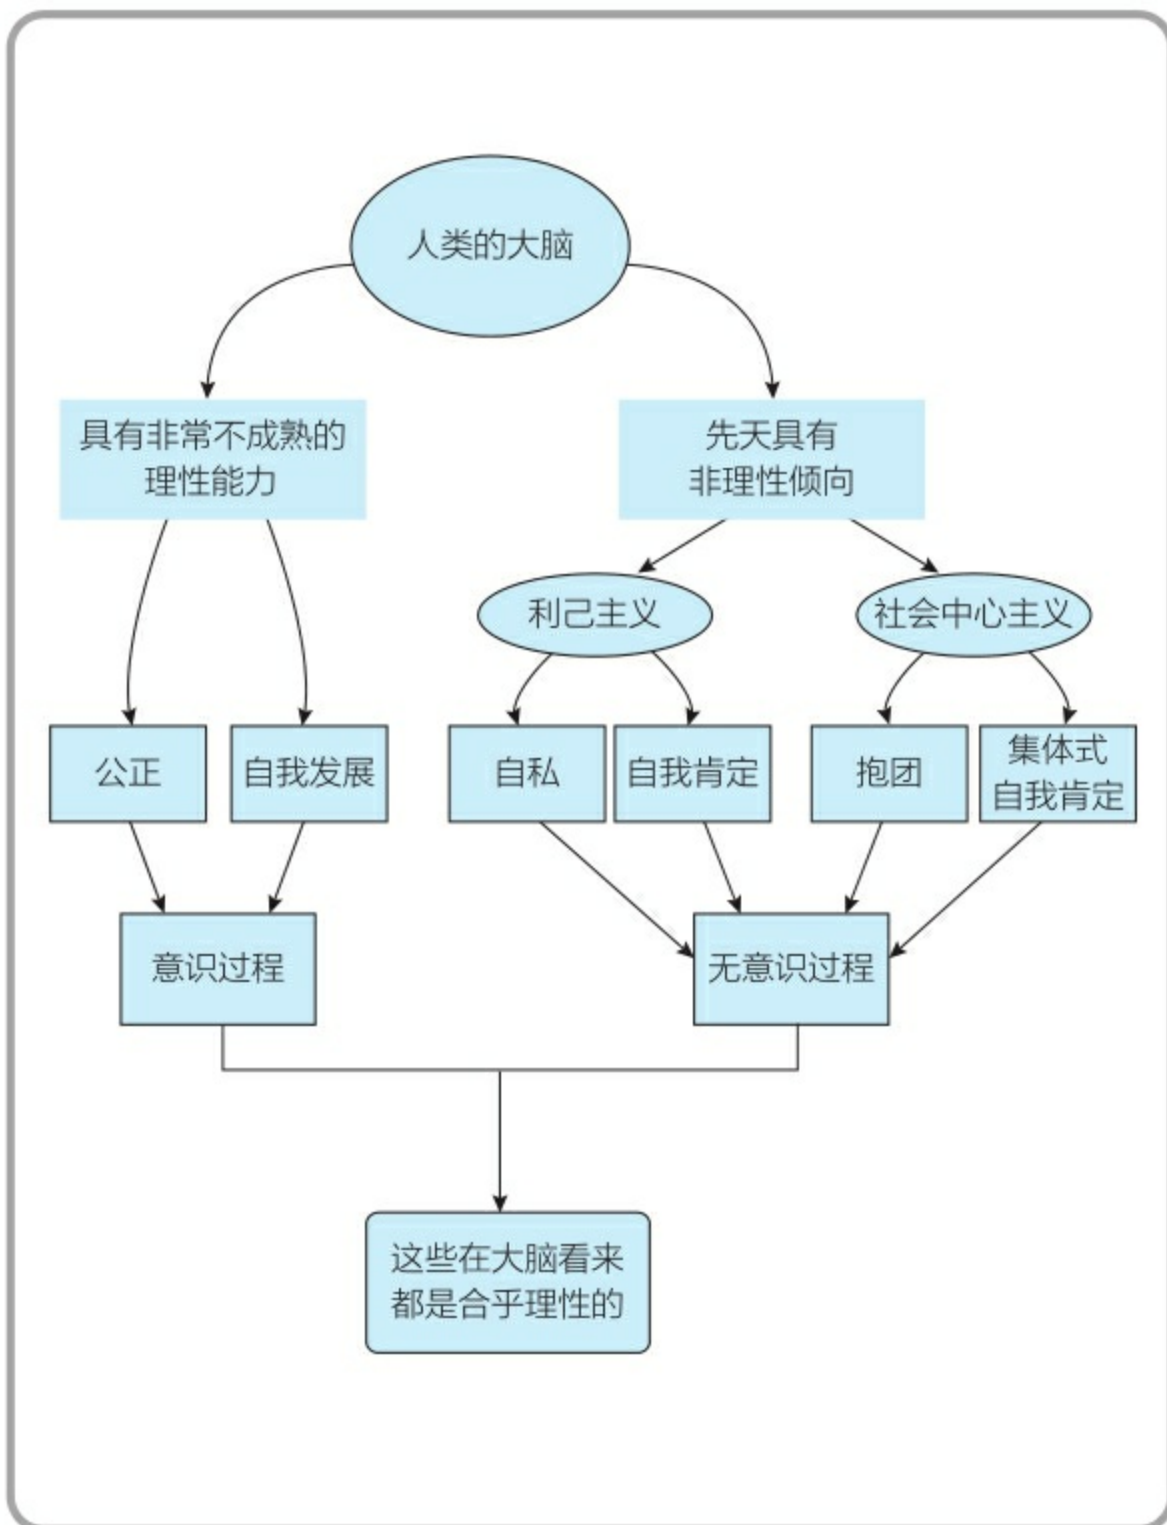 人类的大脑
具有非常不成熟的
理性能力
先天具有
非理性倾向
利己主义
社会中心主义
公正
自我发展
自私
自我肯定
抱团
集体式
自我肯定
意识过程
无意识过程
这些在大脑看来
都是合乎理性的